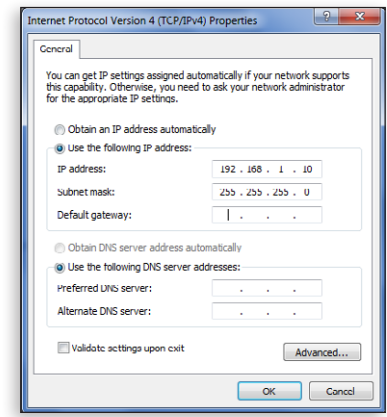 Internet Protocol Version 4 (TCP/IPv4) Properties
General
You can get IP settings assigned automatically if your network supports
this capability. Otherwise, you need to ask your network administrator
for the appropriate IP settings.
Obtain an IP address automatically
Use the following IP address:
IP address: 192 . 168 . 1 . 10
Subnet mask: 255 . 255 . 255 . 0
Default gateway: . . .
Obtain DNS server address automatically
Use the following DNS server addresses:
Preferred DNS server: . . .
Alternate DNS server: . . .
Validate settings upon exit
Advanced...
OK Cancel